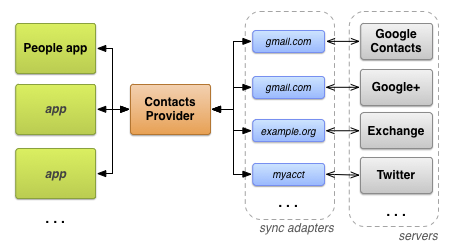 People app
app
app
. . .
Contacts
Provider
gmail.com
gmail.com
example.org
myacct
. . .
sync adapters
Google
Contacts
Google+
Exchange
Twitter
. . .
servers